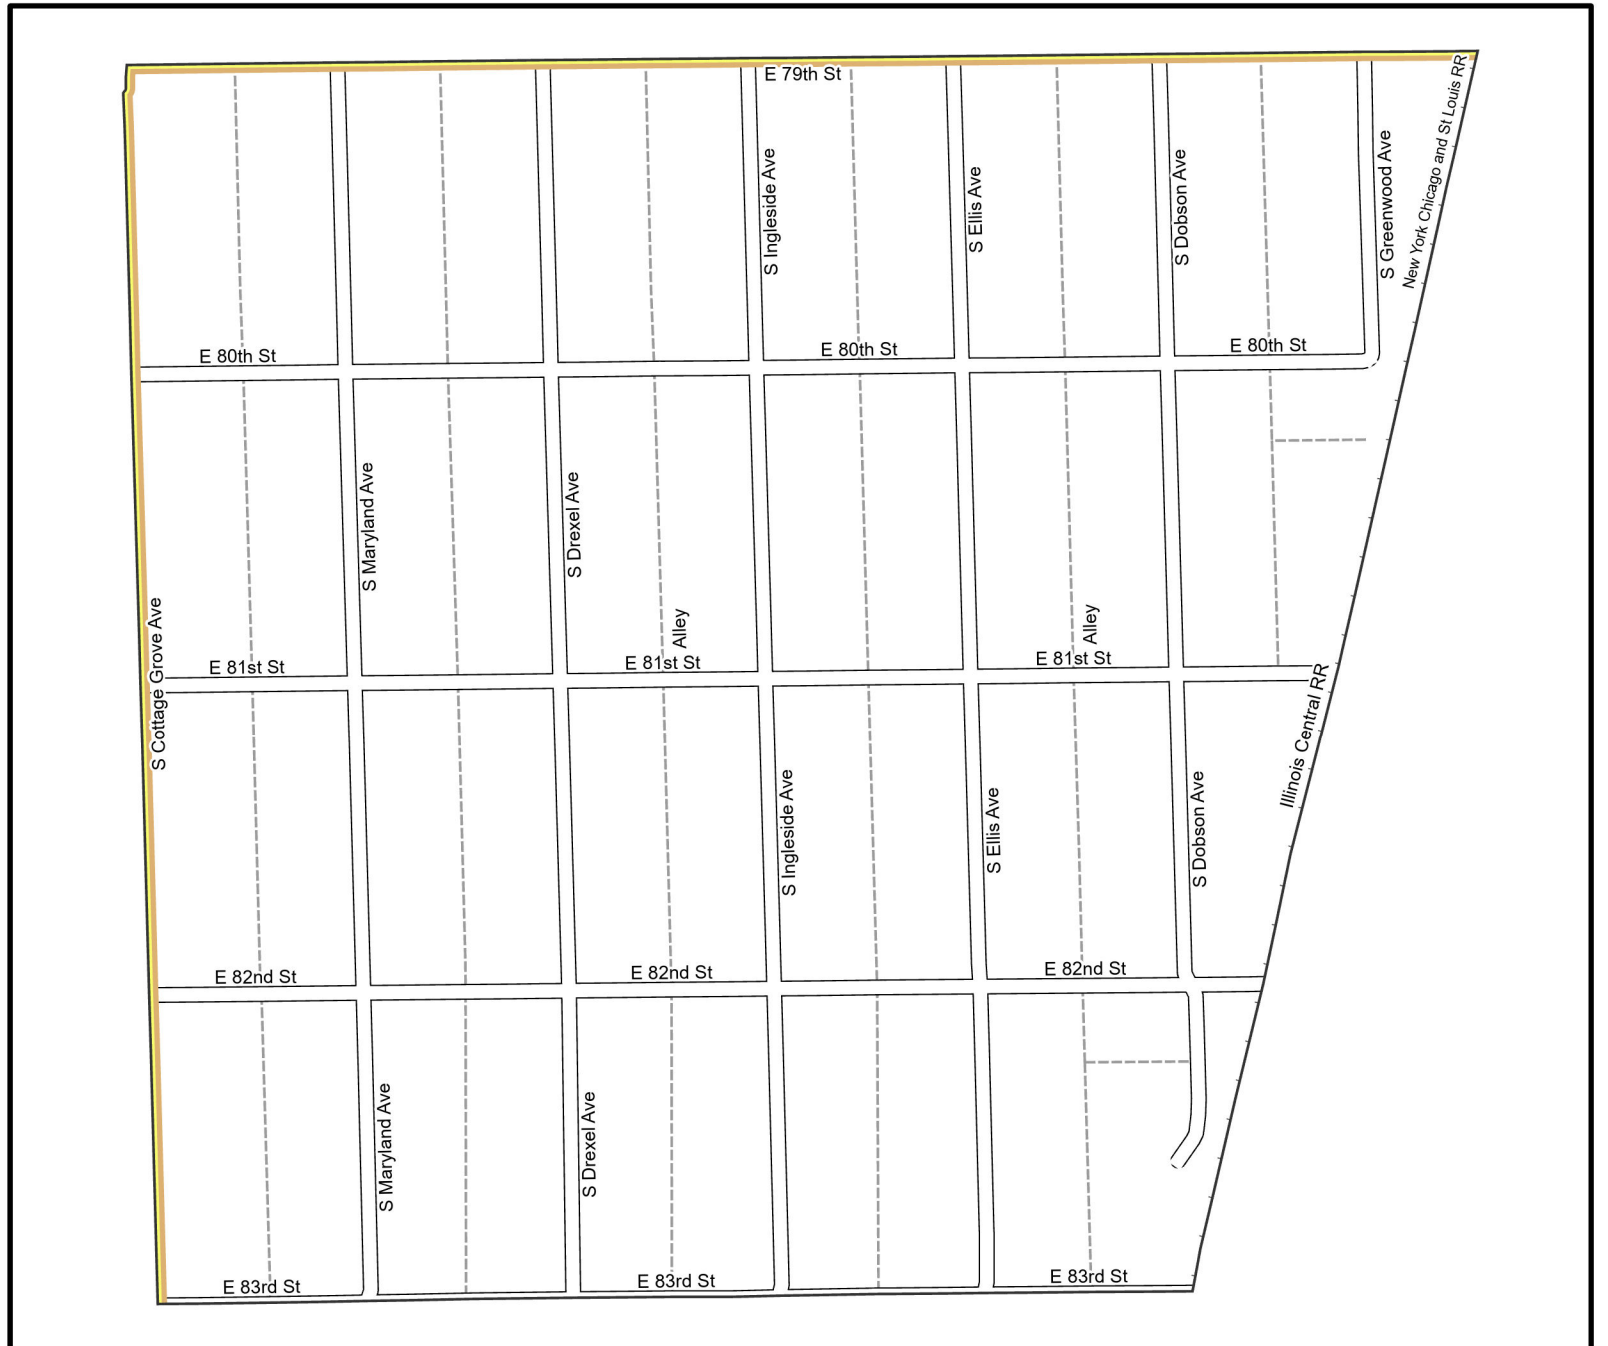 E 79th St
New York Chicago and St Louis RR
S Greenwood Ave
S Ingleside Ave
S Ellis Ave
S Dobson Ave
E 80th St
E 80th St
E 80th St
S Maryland Ave
S Drexel Ave
S Cottage Grove Ave
Alley
Alley
E 81st St
E 81st St
E 81st St
Illinois Central RR
S Ingleside Ave
S Ellis Ave
S Dobson Ave
E 82nd St
E 82nd St
E 82nd St
S Maryland Ave
S Drexel Ave
E 83rd St
E 83rd St
E 83rd St